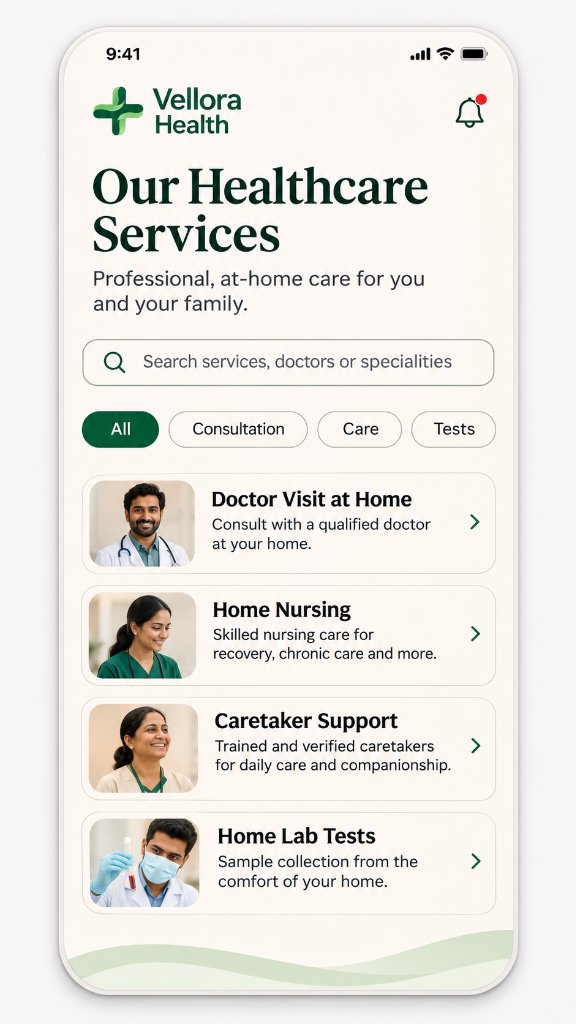 9:41
Vellora
Health
Our Healthcare
Services
Professional, at-home care for you
and your family.
Search services, doctors or specialities
All
Consultation
Care
Tests
Doctor Visit at Home
Consult with a qualified doctor
at your home.
Home Nursing
Skilled nursing care for
recovery, chronic care and more.
Caretaker Support
Trained and verified caretakers
for daily care and companionship.
Home Lab Tests
Sample collection from the
comfort of your home.